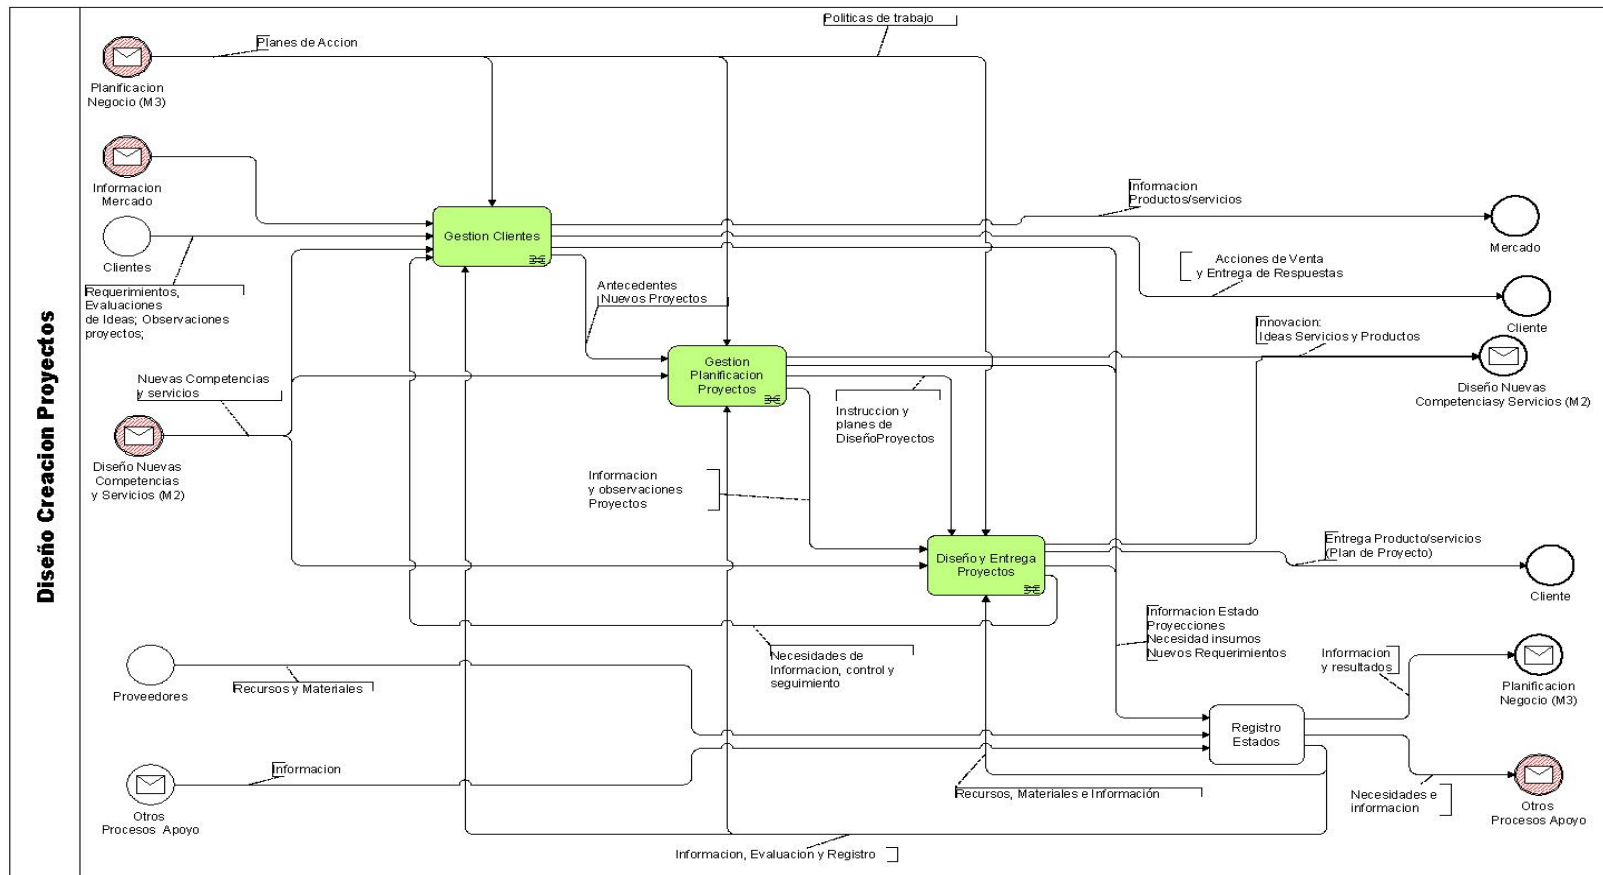 Diseño Creacion Proyectos
Politicas de trabajo
Planes de Accion
Planificacion
Negocio (M3)
Informacion
Mercado
Clientes
Requerimientos,
Evaluaciones
de Ideas; Observaciones
proyectos;
Gestion Clientes
Informacion
Productos/servicios
Mercado
Acciones de Venta
y Entrega de Respuestas
Cliente
Antecedentes
Nuevos Proyectos
Innovacion:
Ideas Servicios y Productos
Diseño Nuevas
Competenciasy Servicios (M2)
Gestion
Planificacion
Proyectos
Nuevas Competencias
y servicios
Diseño Nuevas
Competencias
y Servicios (M2)
Instruccion y
planes de
DiseñoProyectos
Informacion
y observaciones
Proyectos
Diseño y Entrega
Proyectos
Entrega Producto/servicios
(Plan de Proyecto)
Cliente
Informacion Estado
Proyecciones
Necesidad insumos
Nuevos Requerimientos
Necesidades de
Informacion, control y
seguimiento
Proveedores
Recursos y Materiales
Informacion
y resultados
Planificacion
Negocio (M3)
Registro
Estados
Informacion
Otros
Procesos Apoyo
Recursos, Materiales e Información
Necesidades e
informacion
Otros
Procesos Apoyo
Informacion, Evaluacion y Registro